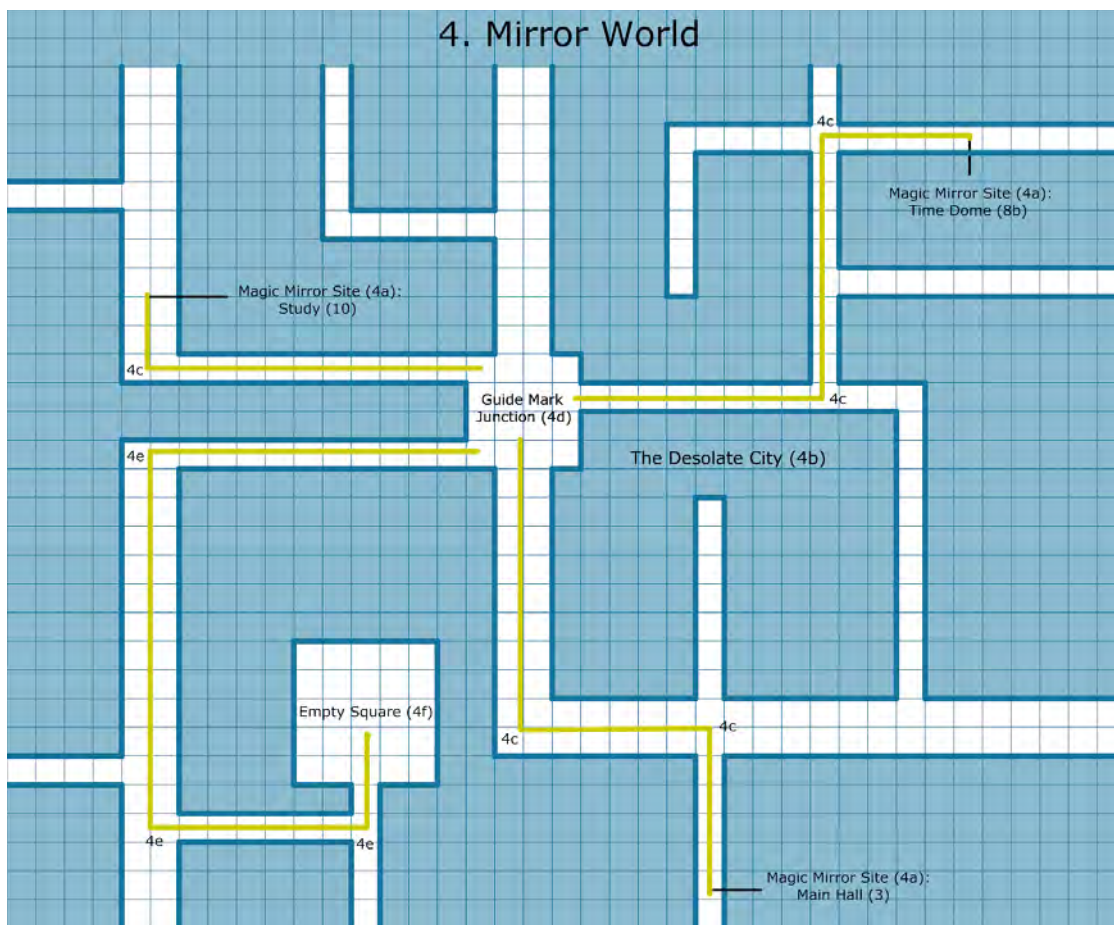 4. Mirror World
4c
Magic Mirror Site (4a):
Time Dome (8b)
Magic Mirror Site (4a):
Study (10)
4c
Guide Mark
Junction (4d)
4c
4e
The Desolate City (4b)
Empty Square (4f)
4c
4c
4e
4e
Magic Mirror Site (4a):
Main Hall (3)